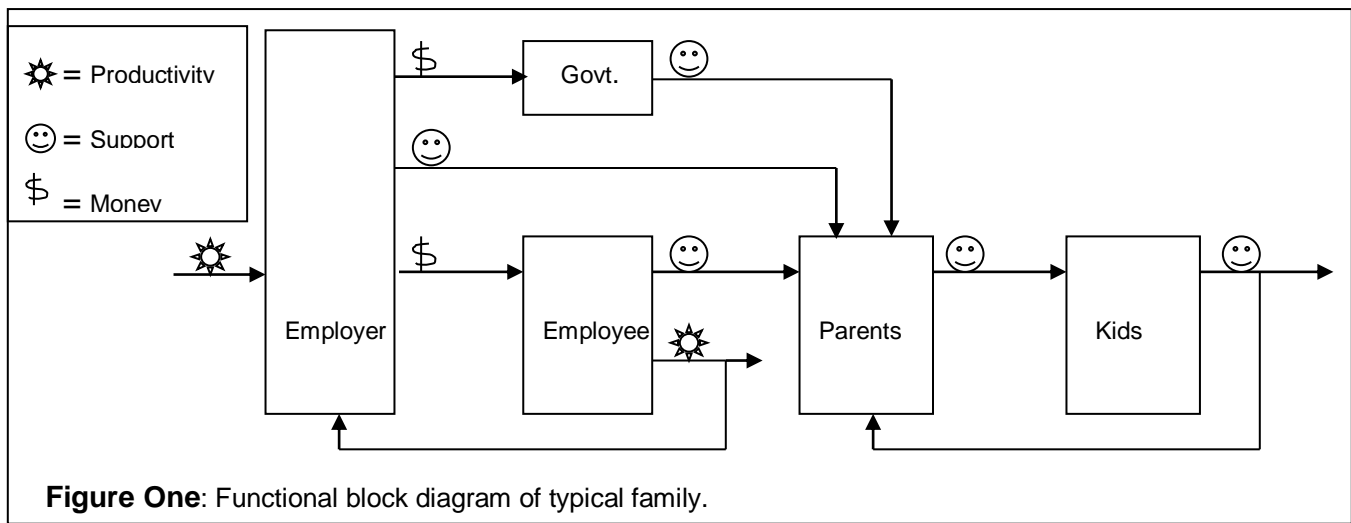 = Productivity
= Support
$ = Money
$
Govt.
$
Employer
Employee
Parents
Kids
Figure One: Functional block diagram of typical family.